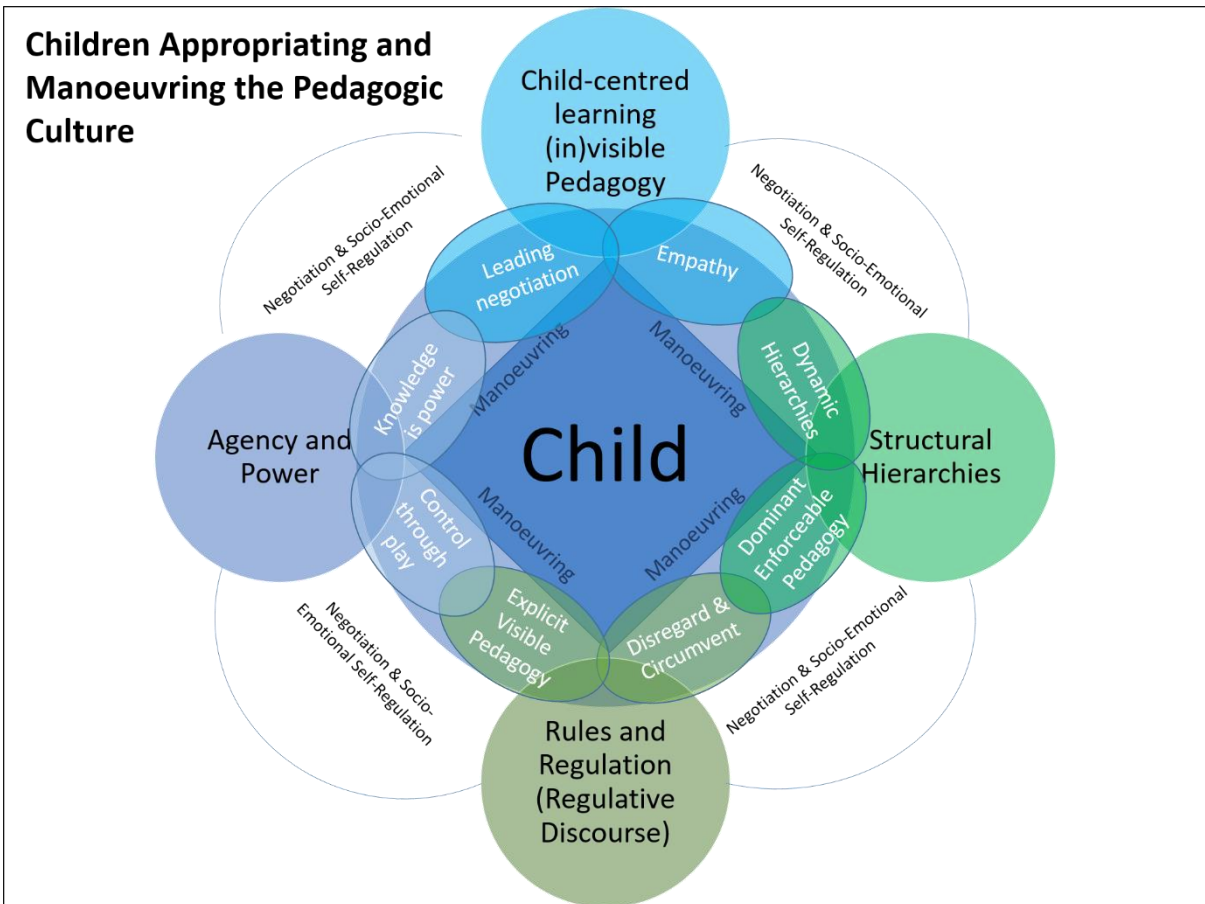 Children Appropriating and
Manoeuvring the Pedagogic
Culture
Child-centred
learning
(in)visible
Pedagogy
Negotiation & Socio-Emotional
Self-Regulation
Negotiation & Socio-Emotional
Self-Regulation
Leading
negotiation
Empathy
Knowledge
is power
Manoeuvring
Manoeuvring
Dynamic
Hierarchies
Agency and
Power
Child
Structural
Hierarchies
Control
through
play
Manoeuvring
Manoeuvring
Dominant
Enforceable
Pedagogy
Explicit
Visible
Pedagogy
Disregard &
Circumvent
Negotiation & Socio-
Emotional Self-Regulation
Negotiation & Socio-Emotional
Self-Regulation
Rules and
Regulation
(Regulative
Discourse)